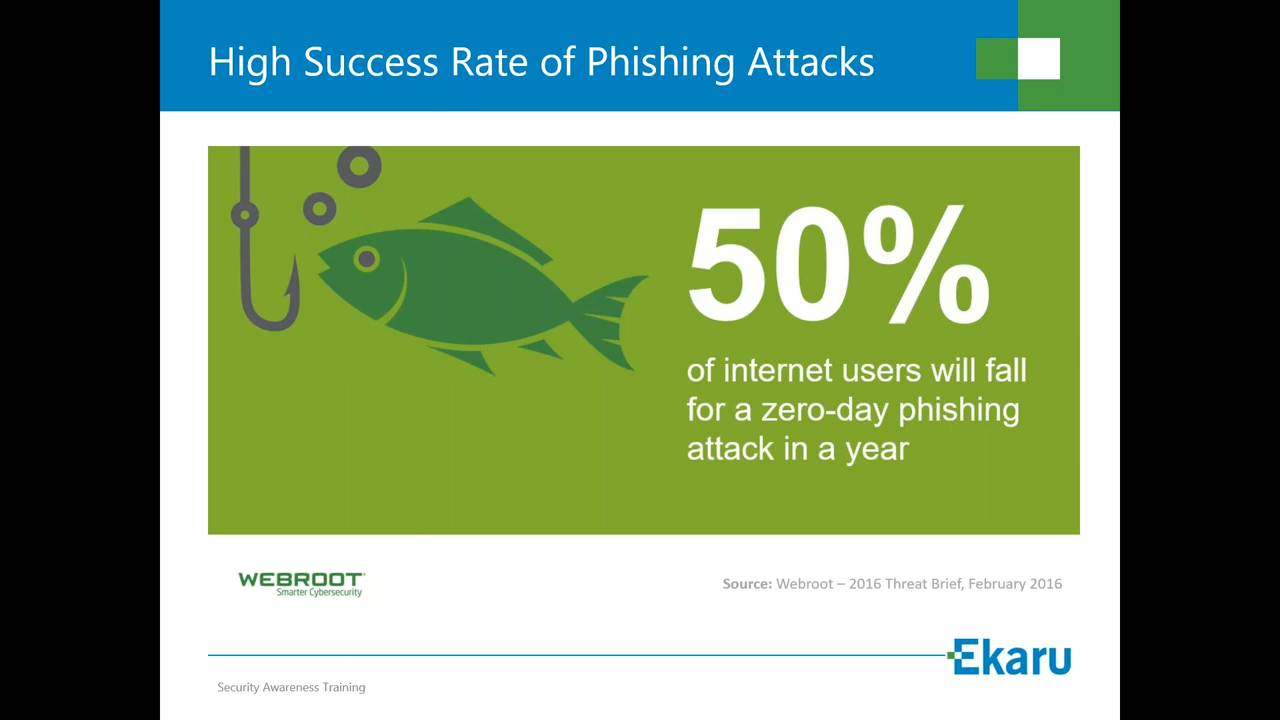 High Success Rate of Phishing Attacks
50%
of internet users will fall
for a zero-day phishing
attack in a year
WEBROOT
Smarter Cybersecurity
Source: Webroot – 2016 Threat Brief, February 2016
Ekaru
Security Awareness Training